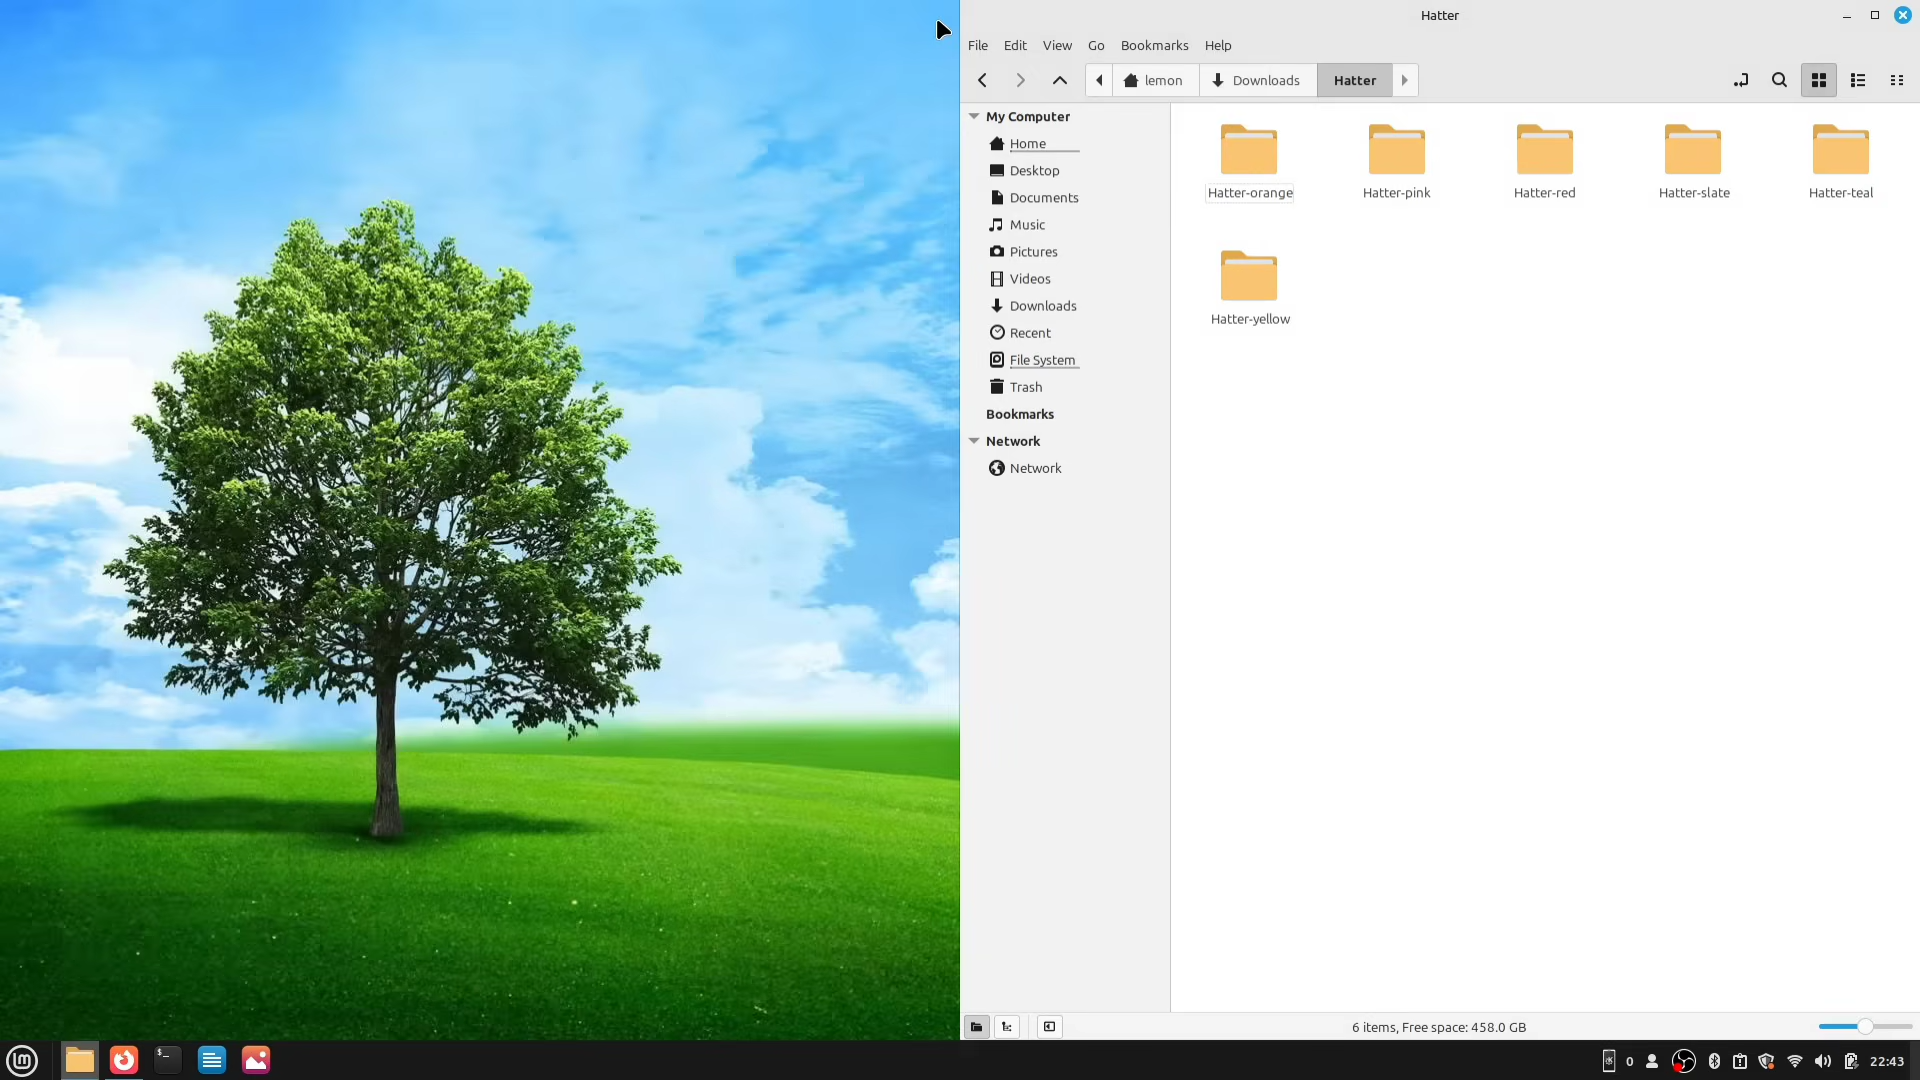 Hatter
File Edit View Go Bookmarks Help
lemon Downloads Hatter
My Computer
Home
Desktop
Documents
Music
Pictures
Videos
Downloads
Recent
File System
Trash
Bookmarks
Network
Network
Hatter-orange Hatter-pink Hatter-red Hatter-slate Hatter-teal
Hatter-yellow
6 items, Free space: 458.0 GB
0 22:43